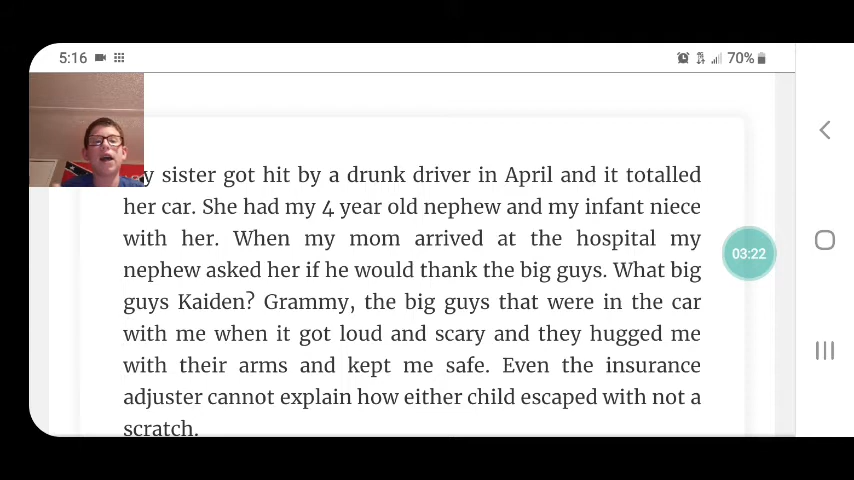 5:16
70%
y sister got hit by a drunk driver in April and it totalled
her car. She had my 4 year old nephew and my infant niece
with her. When my mom arrived at the hospital my
nephew asked her if he would thank the big guys. What big
guys Kaiden? Grammy, the big guys that were in the car
with me when it got loud and scary and they hugged me
with their arms and kept me safe. Even the insurance
adjuster cannot explain how either child escaped with not a
scratch.
03:22